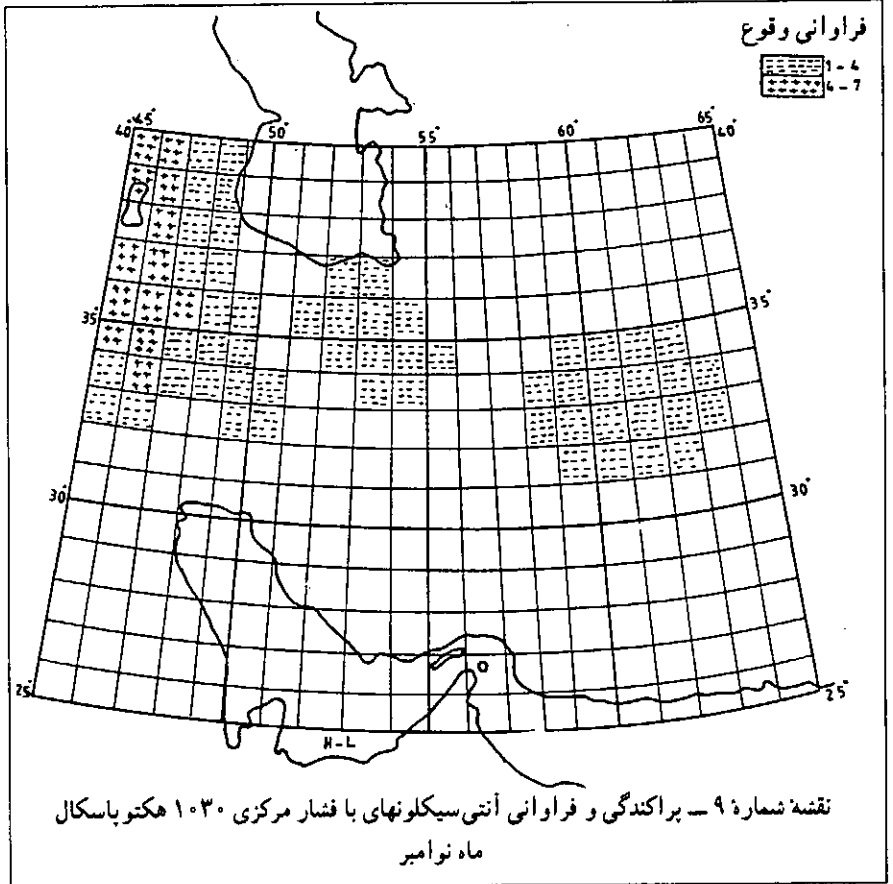 فراوانی وقوع
1-4
4-7
40° 45° 50° 55° 60° 65° 40°
35° 35°
30° 30°
25° 25°
O
H-L
نقشهٔ شمارهٔ ۹ ــ پراکندگی و فراوانی آنتی‌سیکلونهای با فشار مرکزی ۱۰۳۰ هکتوپاسکال
ماه نوامبر